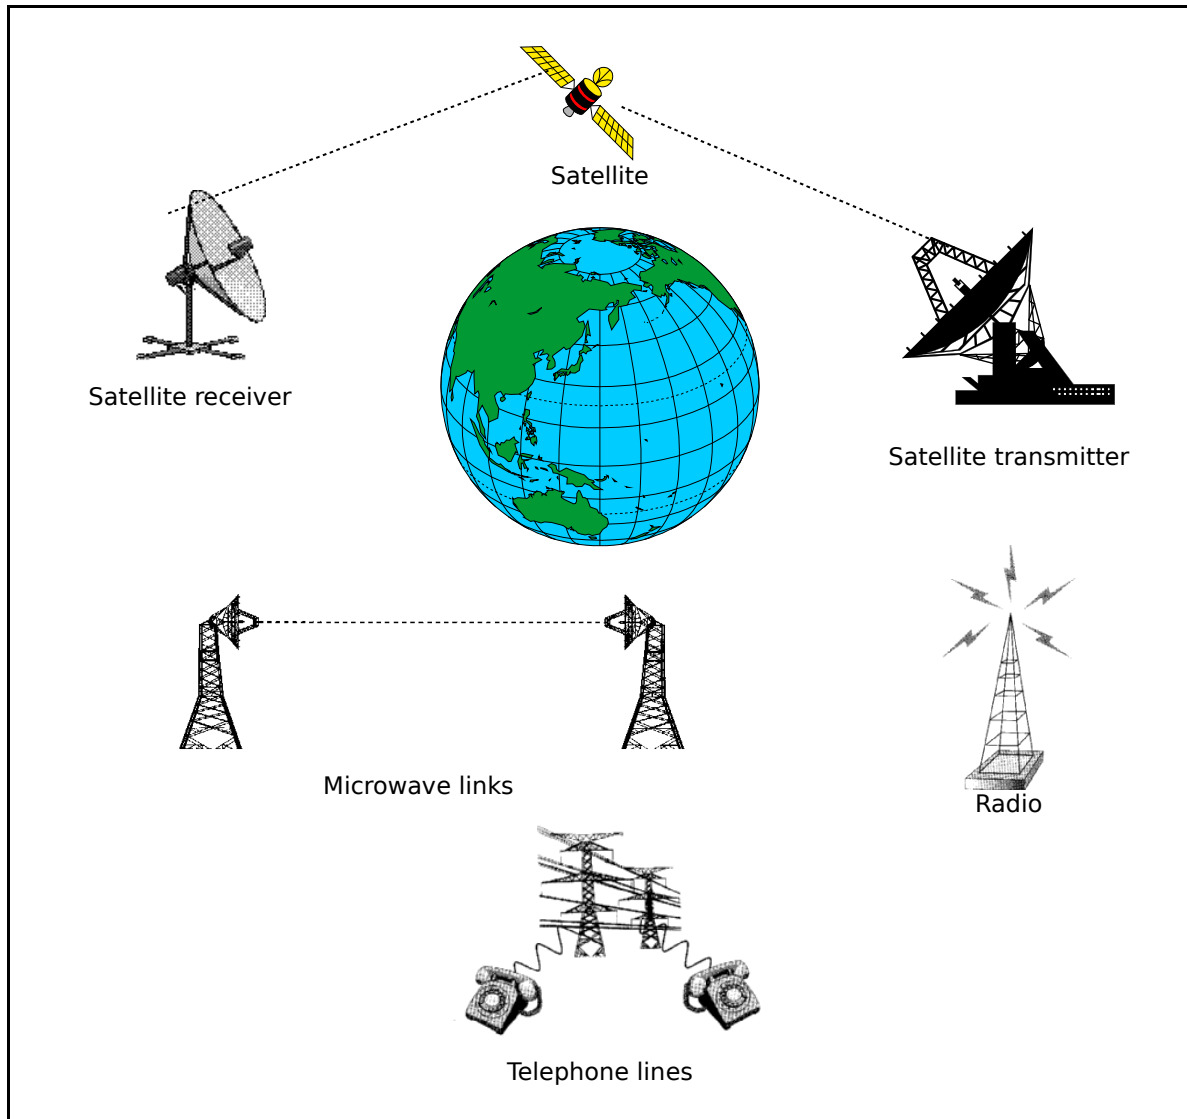 Satellite
Satellite receiver
Satellite transmitter
Microwave links
Radio
Telephone lines